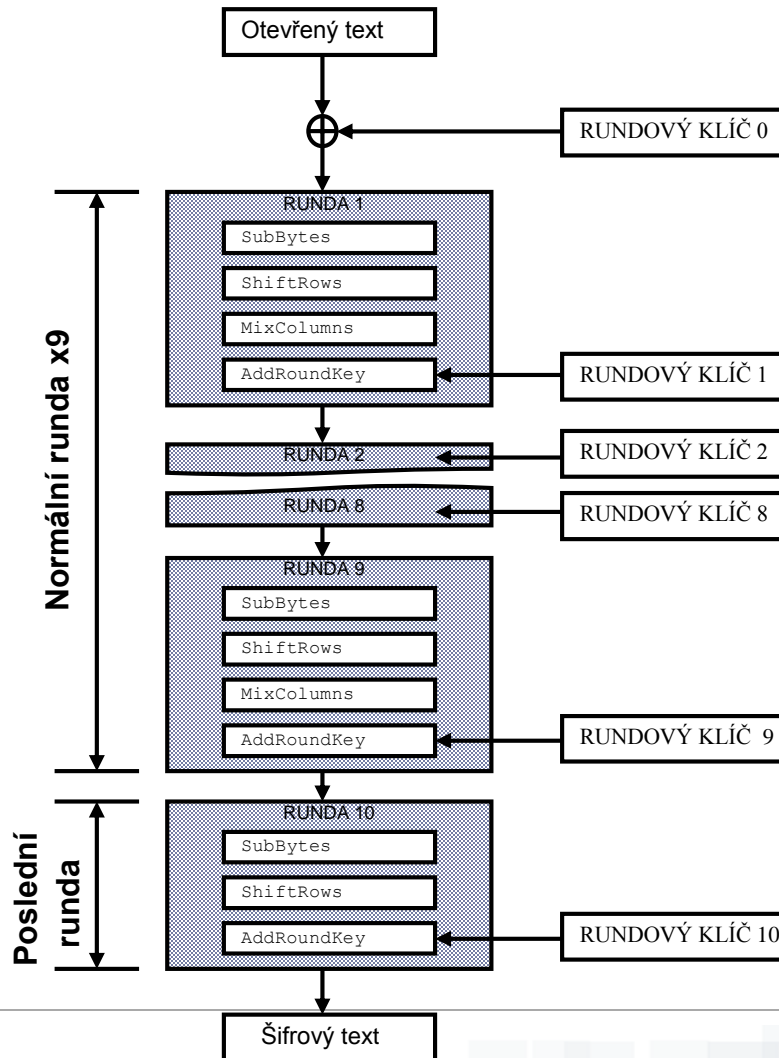 Otevřený text
RUNDOVÝ KLÍČ 0
RUNDA 1
SubBytes
ShiftRows
MixColumns
AddRoundKey
RUNDOVÝ KLÍČ 1
Normální runda x9
RUNDA 2
RUNDOVÝ KLÍČ 2
RUNDA 8
RUNDOVÝ KLÍČ 8
RUNDA 9
SubBytes
ShiftRows
MixColumns
AddRoundKey
RUNDOVÝ KLÍČ 9
RUNDA 10
SubBytes
ShiftRows
AddRoundKey
RUNDOVÝ KLÍČ 10
Poslední
runda
Šifrový text